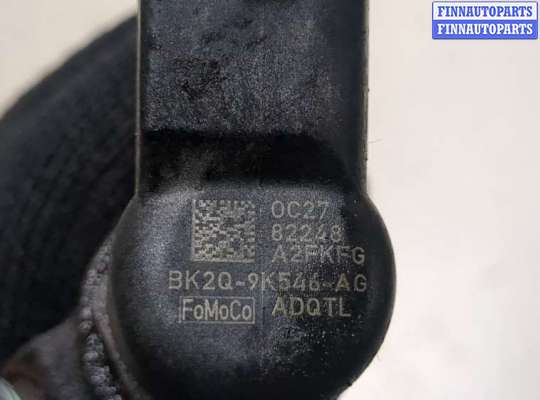 FINNAUTOPARTS
FINNAUTOPARTS
0C27
82248
A2FKFG
BK2Q-9K546-AG
FoMoCo ADQTL